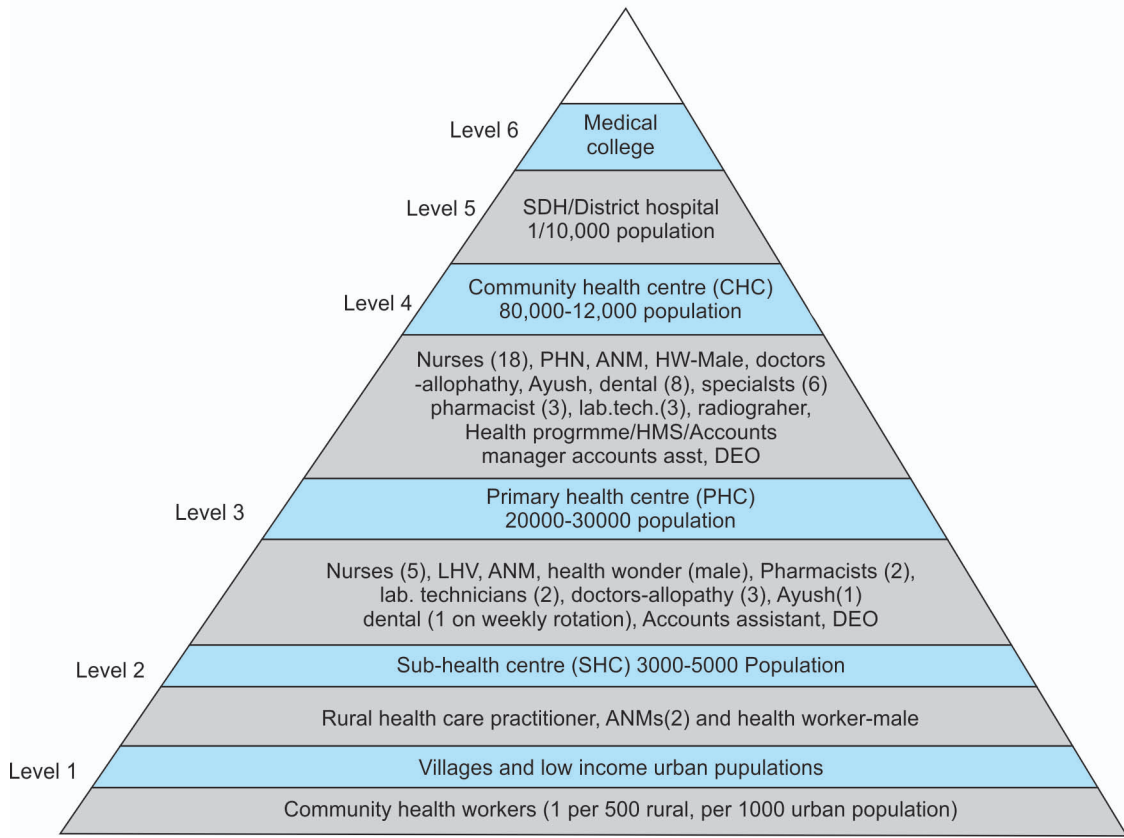 Level 6
Medical
college
Level 5
SDH/District hospital
1/10,000 population
Level 4
Community health centre (CHC)
80,000-12,000 population
Nurses (18), PHN, ANM, HW-Male, doctors
-allophathy, Ayush, dental (8), specialsts (6)
pharmacist (3), lab.tech.(3), radiograher,
Health progrmme/HMS/Accounts
manager accounts asst, DEO
Level 3
Primary health centre (PHC)
20000-30000 population
Nurses (5), LHV, ANM, health wonder (male), Pharmacists (2),
lab. technicians (2), doctors-allopathy (3), Ayush(1)
dental (1 on weekly rotation), Accounts assistant, DEO
Level 2
Sub-health centre (SHC) 3000-5000 Population
Rural health care practitioner, ANMs(2) and health worker-male
Level 1
Villages and low income urban pupulations
Community health workers (1 per 500 rural, per 1000 urban population)